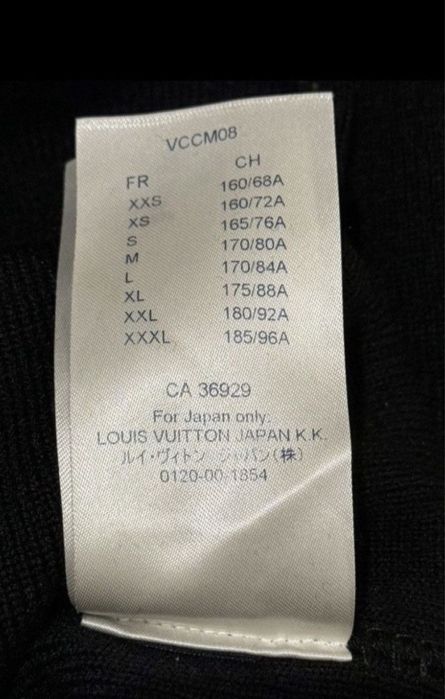 VCCM08
FR CH
XXS 160/68A
XS 160/72A
S 165/76A
M 170/80A
L 170/84A
XL 175/88A
XXL 180/92A
XXXL 185/96A
CA 36929
For Japan only:
LOUIS VUITTON JAPAN K.K.
ルイ・ヴィトン ジャパン(株)
0120-00-1854